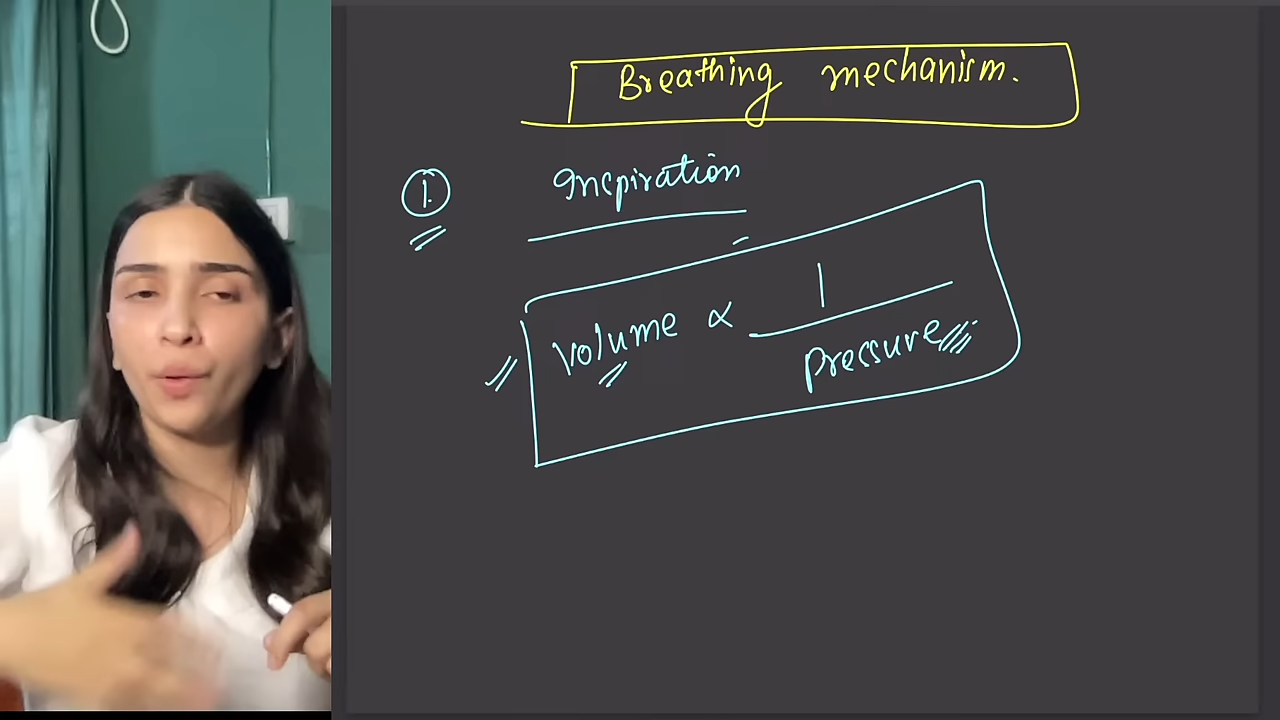 Breathing mechanism.
1. Inspiration
Volume ∝ 1
Pressure